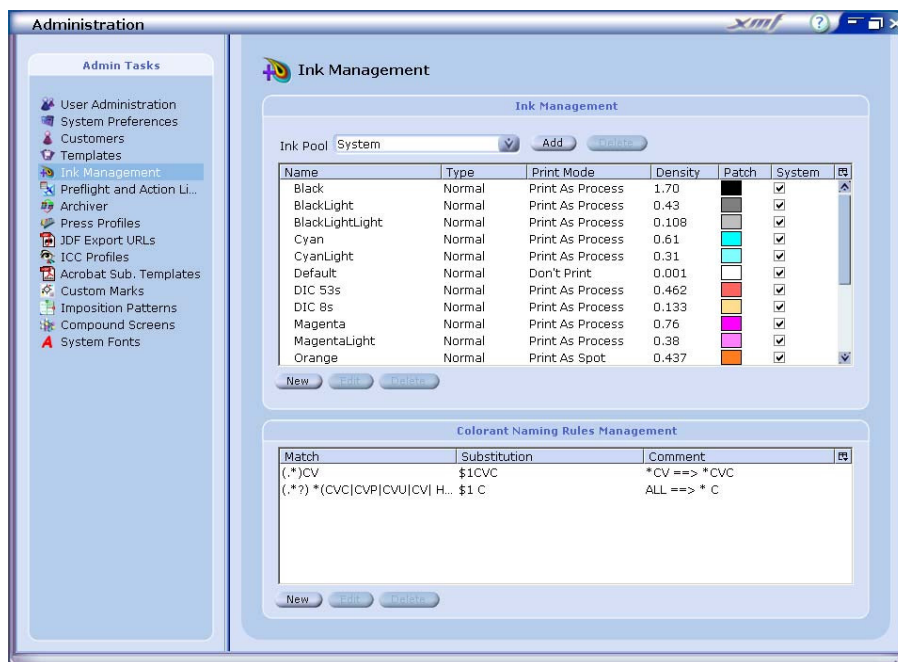 Administration
xmf ?
Admin Tasks
User Administration
System Preferences
Customers
Templates
Ink Management
Preflight and Action Li...
Archiver
Press Profiles
JDF Export URLs
ICC Profiles
Acrobat Sub. Templates
Custom Marks
Imposition Patterns
Compound Screens
System Fonts
Ink Management
Ink Management
Ink Pool System Add Delete
Name Type Print Mode Density Patch System
Black Normal Print As Process 1.70
BlackLight Normal Print As Process 0.43
BlackLightLight Normal Print As Process 0.108
Cyan Normal Print As Process 0.61
CyanLight Normal Print As Process 0.31
Default Normal Don't Print 0.001
DIC 53s Normal Print As Process 0.462
DIC 8s Normal Print As Process 0.133
Magenta Normal Print As Process 0.76
MagentaLight Normal Print As Process 0.38
Orange Normal Print As Spot 0.437
New Edit Delete
Colorant Naming Rules Management
Match Substitution Comment
(.*)CV $1CVC *CV ==> *CVC
(.*?) *(CVC|CVP|CVU|CV| H... $1 C ALL ==> * C
New Edit Delete